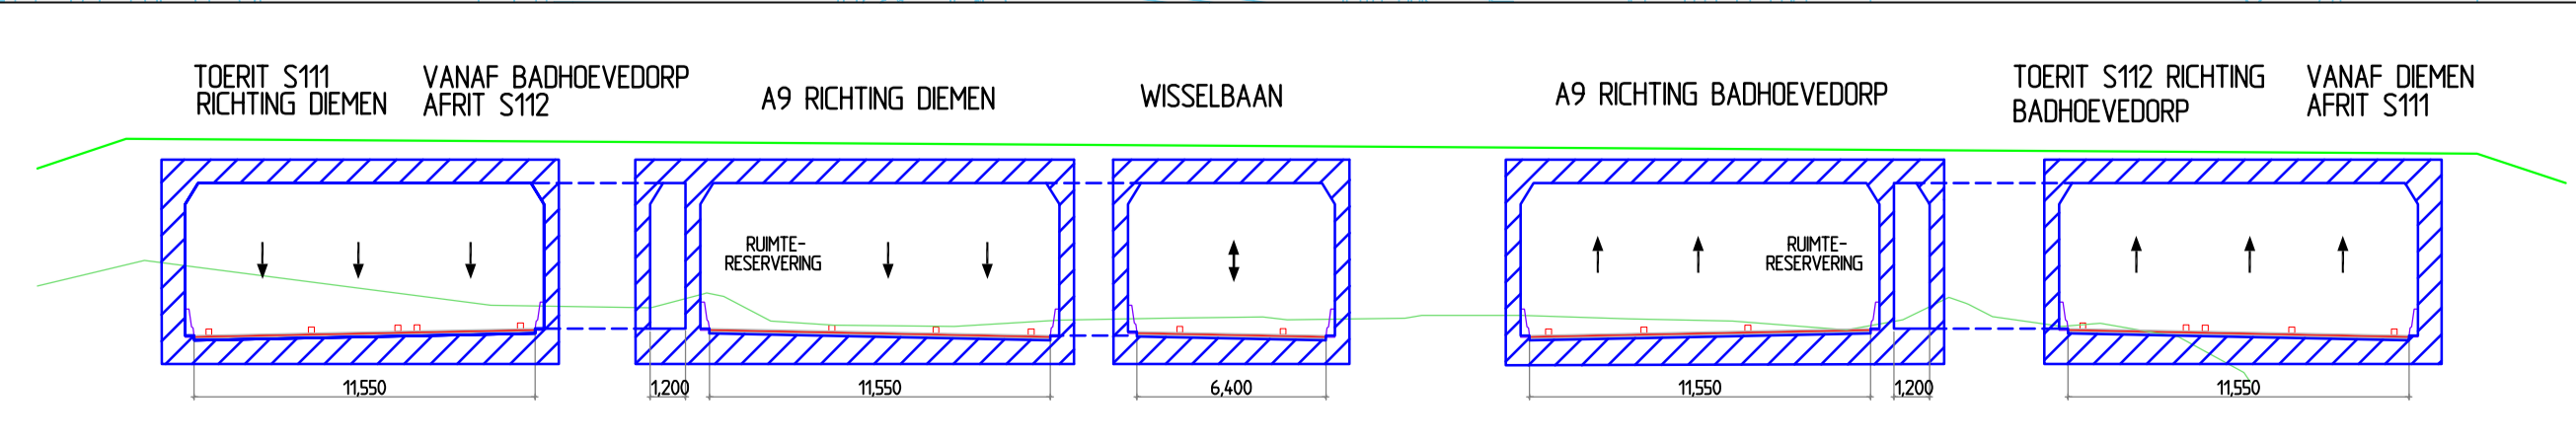 TOERIT S111
RICHTING DIEMEN
VANAF BADHOEVEDORP
AFRIT S112
A9 RICHTING DIEMEN
WISSELBAAN
A9 RICHTING BADHOEVEDORP
TOERIT S112 RICHTING
BADHOEVEDORP
VANAF DIEMEN
AFRIT S111
RUIMTE-
RESERVERING
RUIMTE-
RESERVERING
11,550
1,200
11,550
6,400
11,550
1,200
11,550